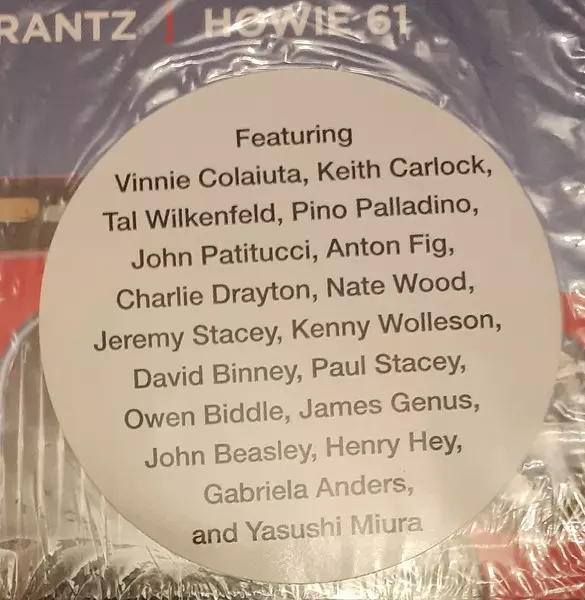 RANTZ | HOWIE 61
Featuring
Vinnie Colaiuta, Keith Carlock,
Tal Wilkenfeld, Pino Palladino,
John Patitucci, Anton Fig,
Charlie Drayton, Nate Wood,
Jeremy Stacey, Kenny Wolleson,
David Binney, Paul Stacey,
Owen Biddle, James Genus,
John Beasley, Henry Hey,
Gabriela Anders,
and Yasushi Miura